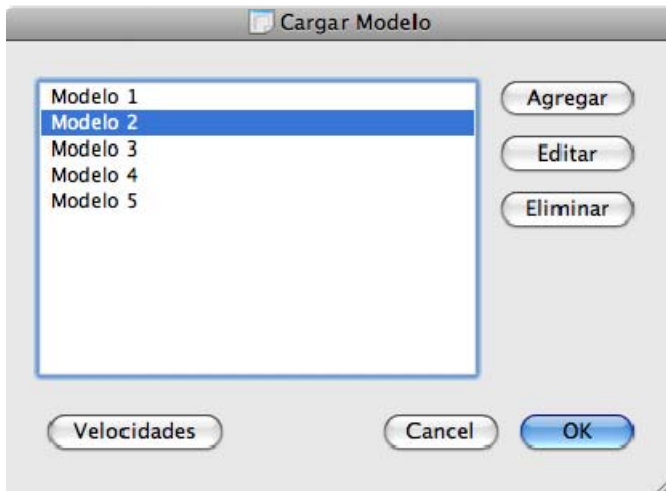 Cargar Modelo
Modelo 1
Modelo 2
Modelo 3
Modelo 4
Modelo 5
Agregar
Editar
Eliminar
Velocidades
Cancel
OK